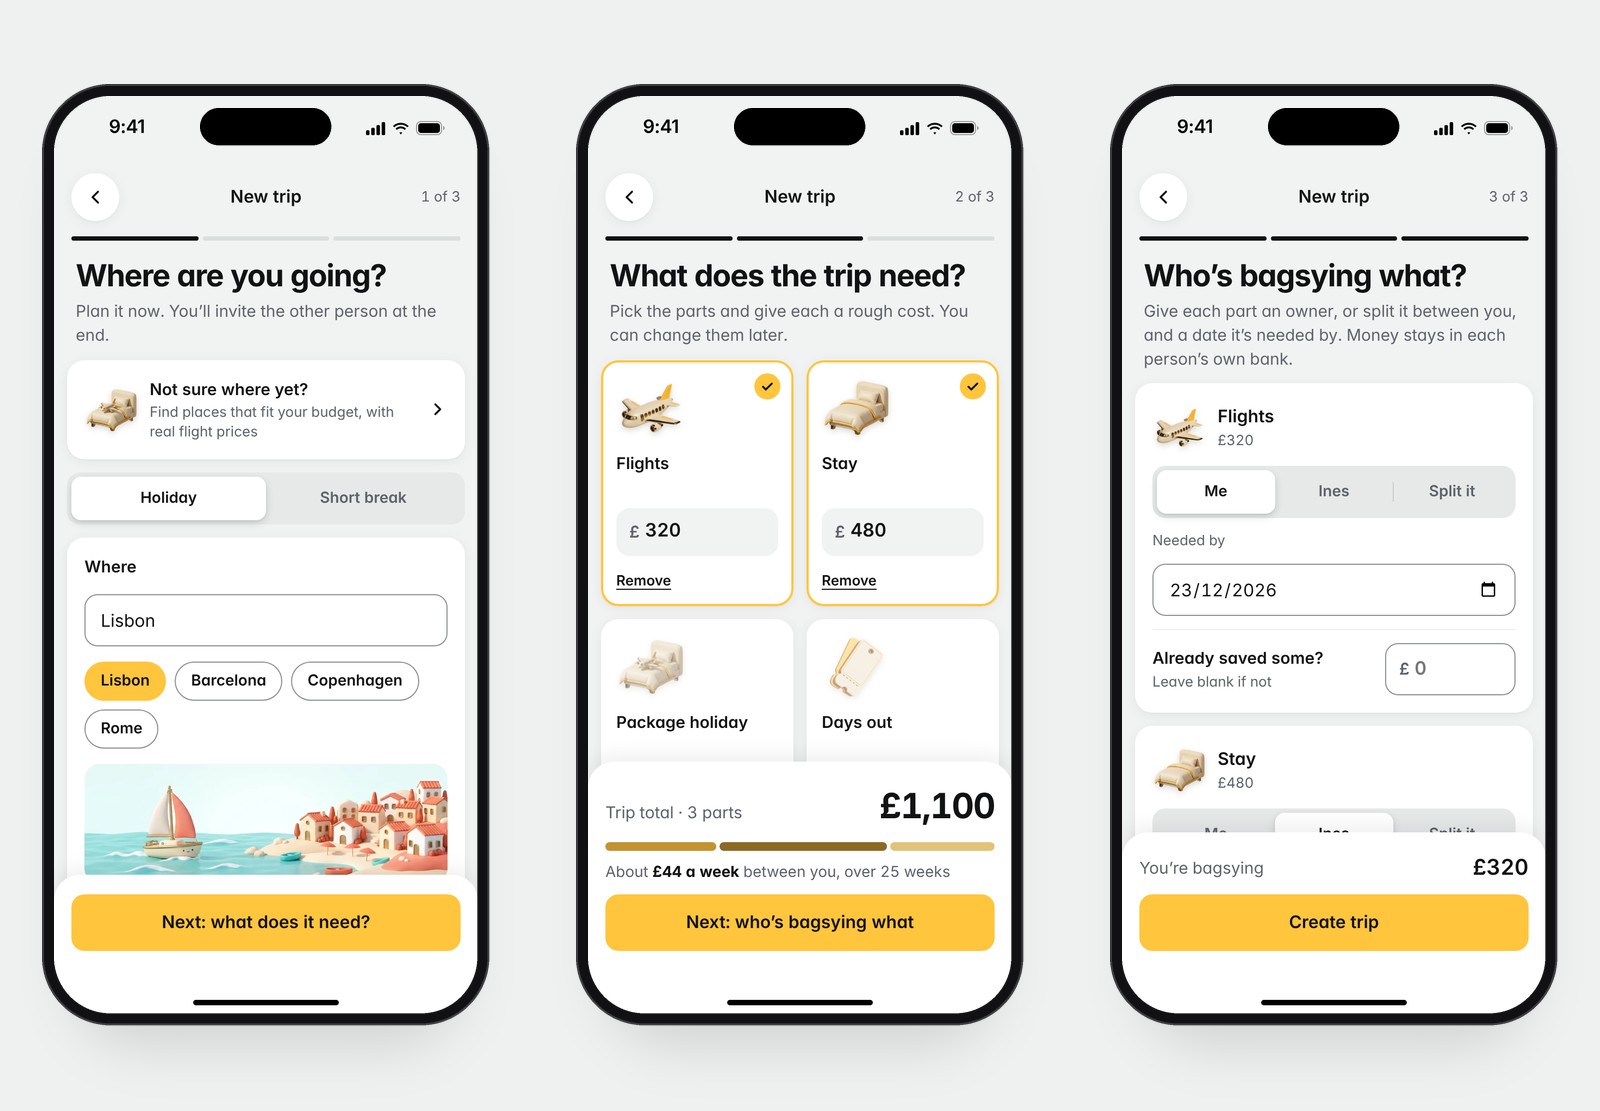 9:41
New trip
1 of 3
Where are you going?
Plan it now. You’ll invite the other person at the
end.
Not sure where yet?
Find places that fit your budget, with
real flight prices
Holiday
Short break
Where
Lisbon
Lisbon
Barcelona
Copenhagen
Rome
Next: what does it need?
9:41
New trip
2 of 3
What does the trip need?
Pick the parts and give each a rough cost. You
can change them later.
Flights
£ 320
Remove
Stay
£ 480
Remove
Package holiday
Days out
Trip total · 3 parts
£1,100
About £44 a week between you, over 25 weeks
Next: who’s bagsying what
9:41
New trip
3 of 3
Who’s bagsying what?
Give each part an owner, or split it between you,
and a date it’s needed by. Money stays in each
person’s own bank.
Flights
£320
Me
Ines
Split it
Needed by
23/12/2026
Already saved some?
Leave blank if not
£ 0
Stay
£480
Me
Ines
Split it
You’re bagsying
£320
Create trip